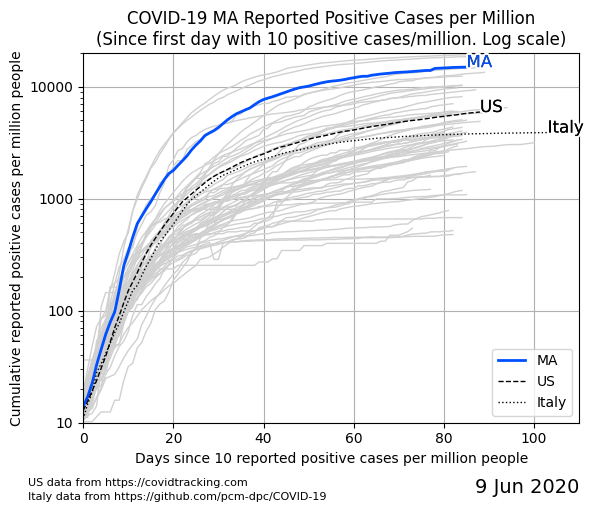 COVID-19 MA Reported Positive Cases per Million
(Since first day with 10 positive cases/million. Log scale)
Cumulative reported positive cases per million people
10000
1000
100
10
MA
US
Italy
MA
US
Italy
0
20
40
60
80
100
Days since 10 reported positive cases per million people
US data from https://covidtracking.com
Italy data from https://github.com/pcm-dpc/COVID-19
9 Jun 2020